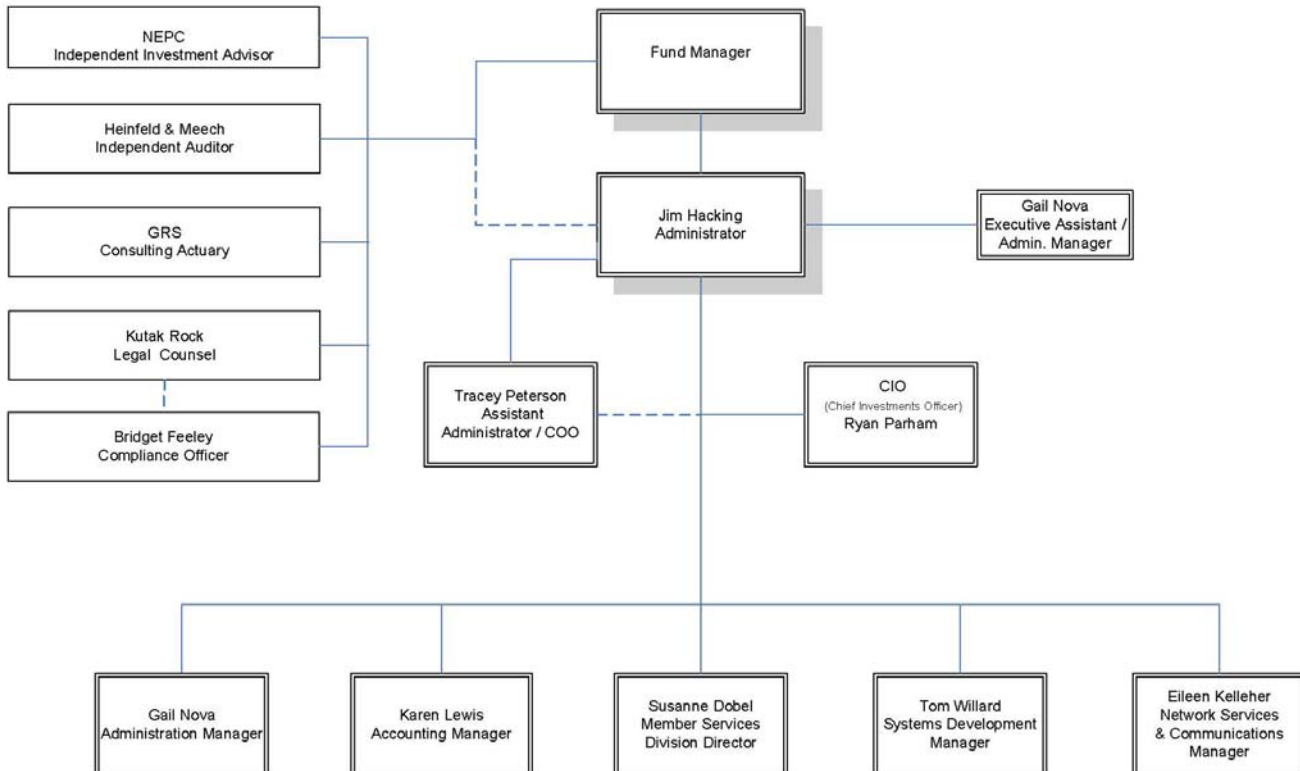 NEPC
Independent Investment Advisor
Heinfeld & Meech
Independent Auditor
GRS
Consulting Actuary
Kutak Rock
Legal Counsel
Bridget Feeley
Compliance Officer
Fund Manager
Jim Hacking
Administrator
Gail Nova
Executive Assistant /
Admin. Manager
Tracey Peterson
Assistant
Administrator / COO
CIO
(Chief Investments Officer)
Ryan Parham
Gail Nova
Administration Manager
Karen Lewis
Accounting Manager
Susanne Dobel
Member Services
Division Director
Tom Willard
Systems Development
Manager
Eileen Kelleher
Network Services
& Communications
Manager